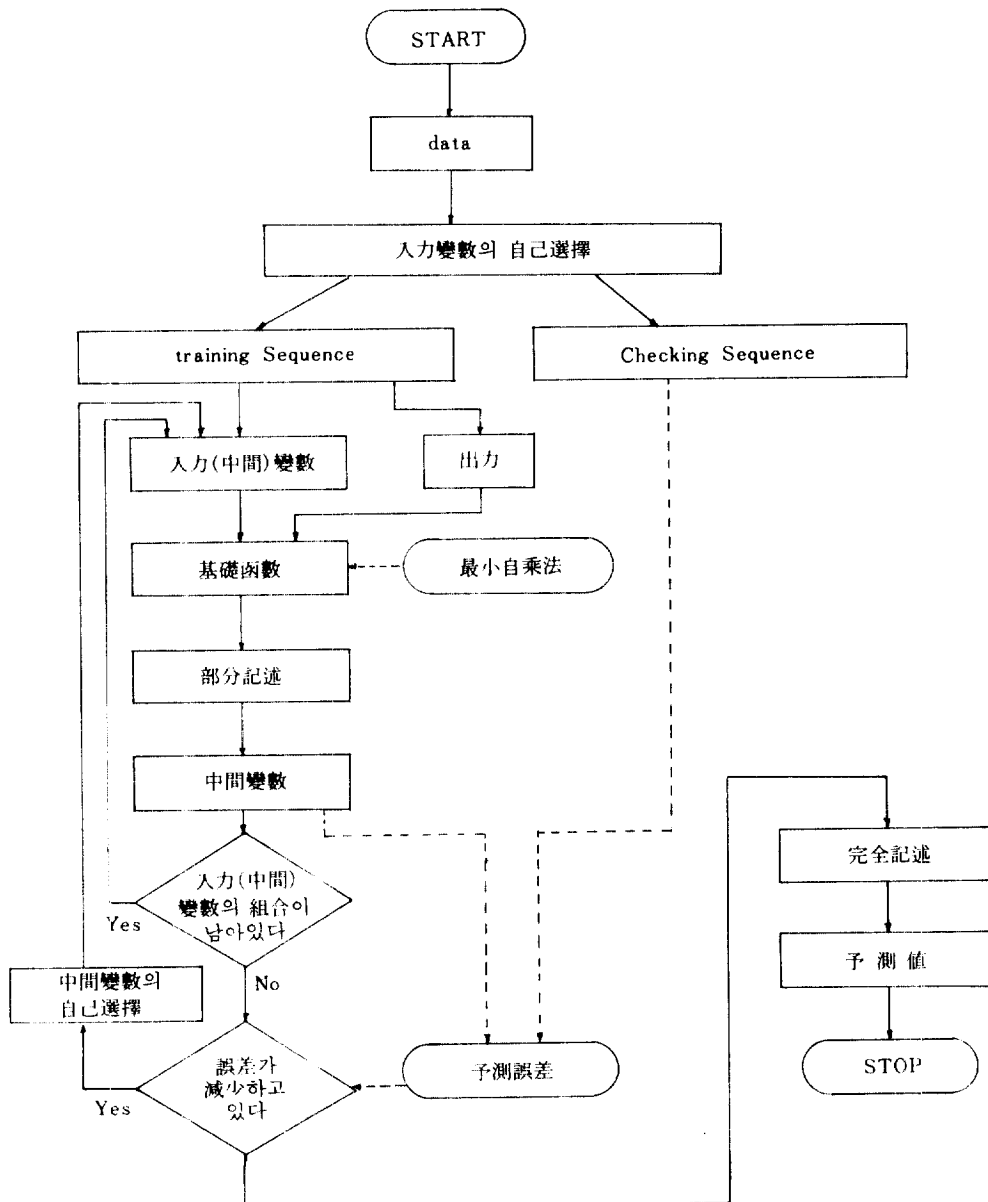 START
data
入力變數의 自己選擇
training Sequence
Checking Sequence
入力(中間)變數
出力
基礎函數
最小自乘法
部分記述
中間變數
入力(中間)
變數의 組合이
남아있다
Yes
No
中間變數의
自己選擇
誤差가
減少하고
있다
Yes
予測誤差
完全記述
予 測 値
STOP